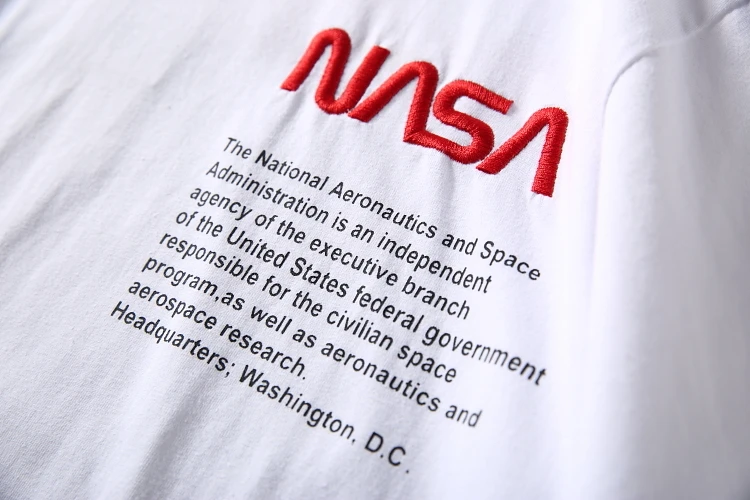 NASA
The National Aeronautics and Space
Administration is an independent
agency of the executive branch
of the United States federal government
responsible for the civilian space
program,as well as aeronautics and
aerospace research.
Headquarters; Washington, D.C.